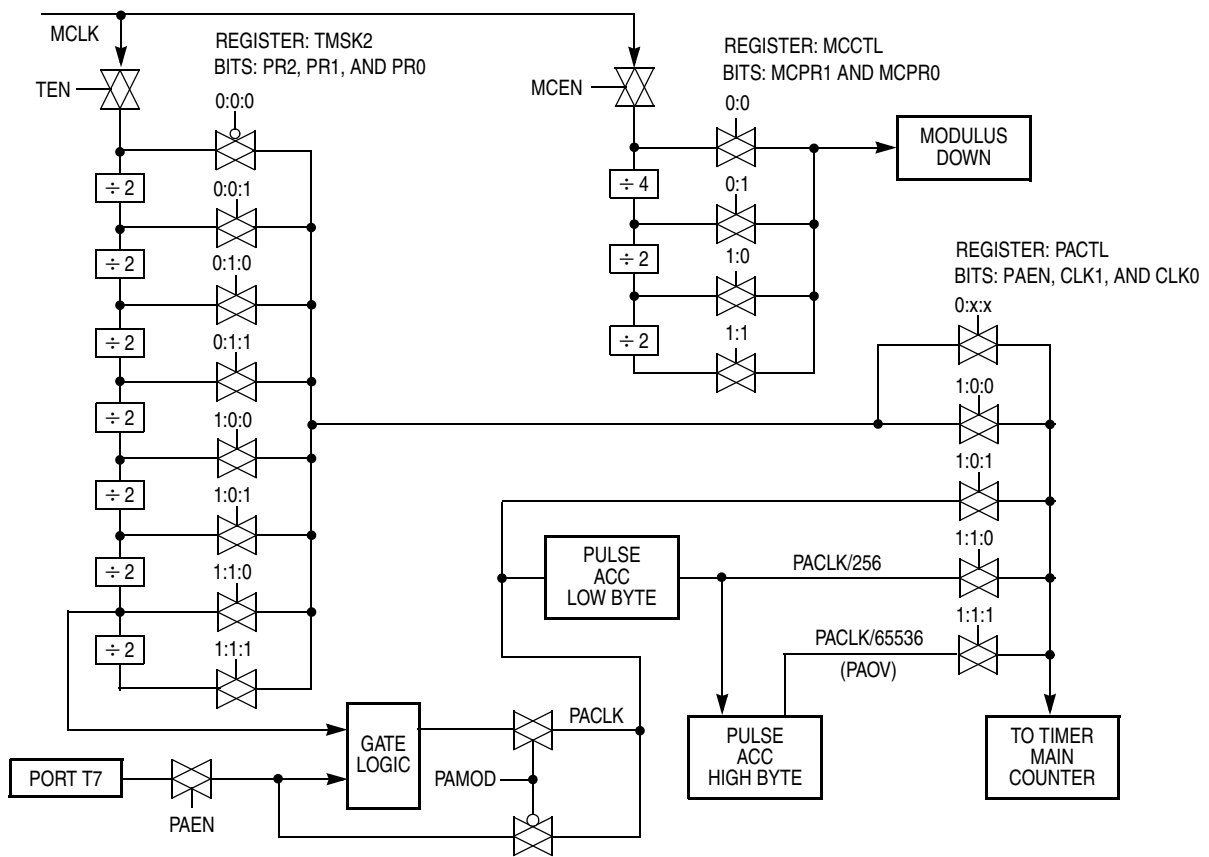 MCLK
REGISTER: TMSK2
BITS: PR2, PR1, AND PR0
TEN
0:0:0
÷ 2
0:0:1
÷ 2
0:1:0
÷ 2
0:1:1
÷ 2
1:0:0
÷ 2
1:0:1
÷ 2
1:1:0
÷ 2
1:1:1
REGISTER: MCCTL
BITS: MCPR1 AND MCPR0
MCEN
0:0
÷ 4
0:1
÷ 2
1:0
÷ 2
1:1
MODULUS
DOWN
REGISTER: PACTL
BITS: PAEN, CLK1, AND CLK0
0:x:x
1:0:0
1:0:1
1:1:0
1:1:1
PULSE
ACC
LOW BYTE
PACLK/256
PACLK/65536
(PAOV)
PORT T7
PAEN
GATE
LOGIC
PACLK
PAMOD
PULSE
ACC
HIGH BYTE
TO TIMER
MAIN
COUNTER